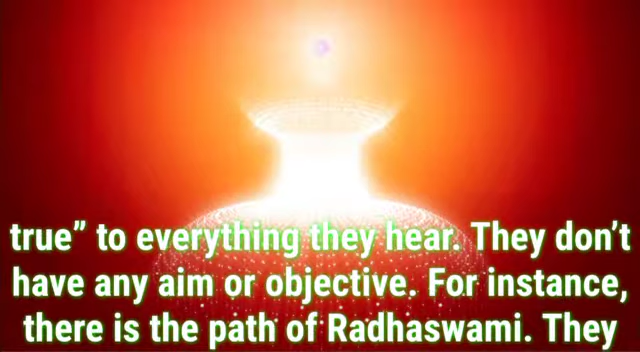 true” to everything they hear. They don’t
have any aim or objective. For instance,
there is the path of Radhaswami. They